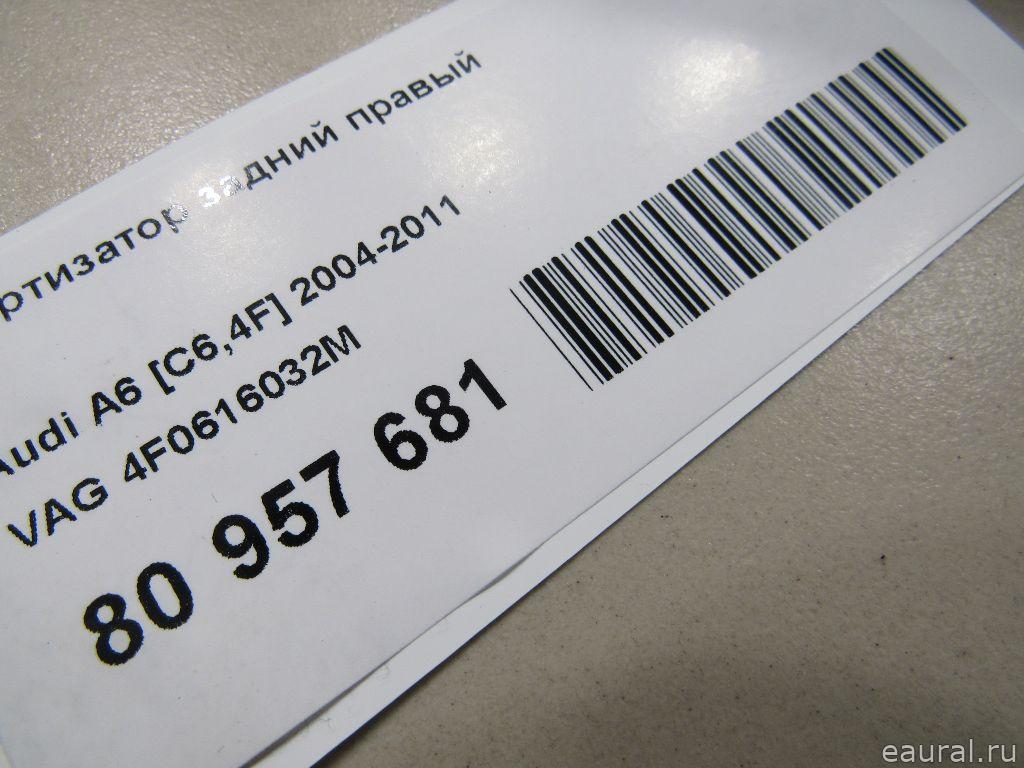 ртизатор задний правый
Audi A6 [C6,4F] 2004-2011
VAG 4F0616032M
80 957 681
eaural.ru